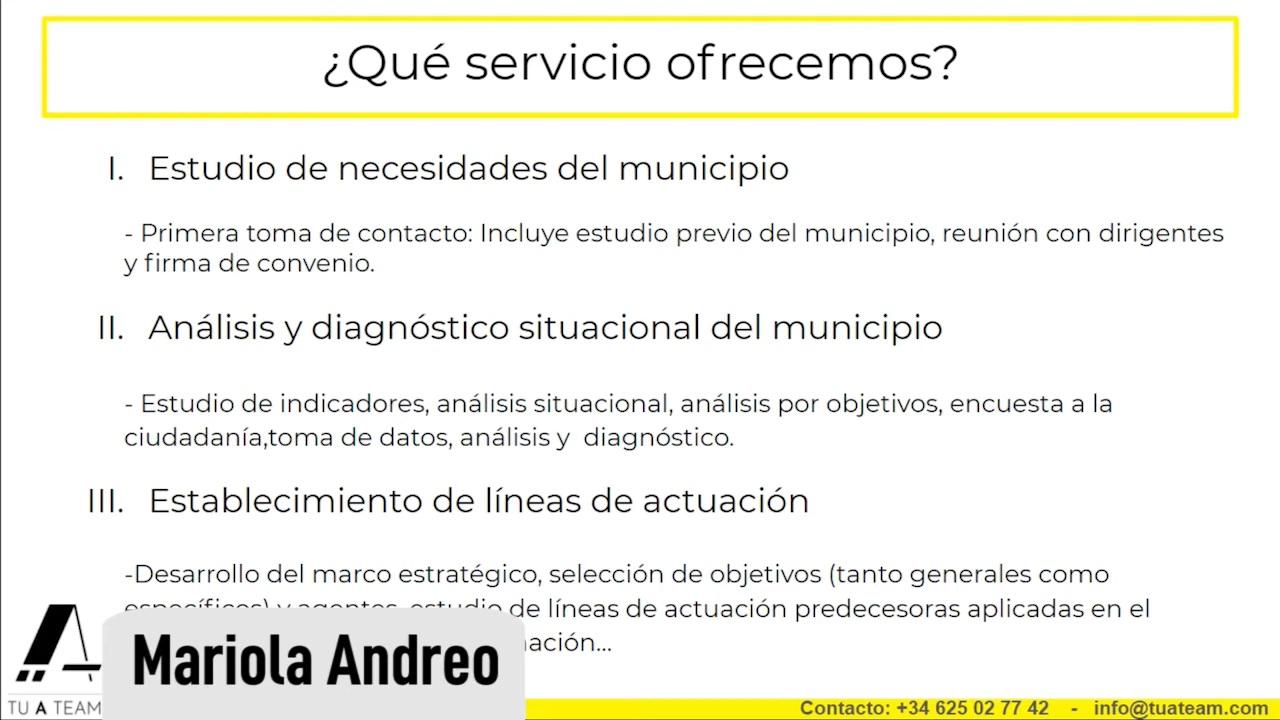 ¿Qué servicio ofrecemos?
I. Estudio de necesidades del municipio
- Primera toma de contacto: Incluye estudio previo del municipio, reunión con dirigentes
y firma de convenio.
II. Análisis y diagnóstico situacional del municipio
- Estudio de indicadores, análisis situacional, análisis por objetivos, encuesta a la
ciudadanía,toma de datos, análisis y diagnóstico.
III. Establecimiento de líneas de actuación
-Desarrollo del marco estratégico, selección de objetivos (tanto generales como
específicos) y agentes, estudio de líneas de actuación predecesoras aplicadas en el
Mariola Andreo
TU A TEAM
Contacto: +34 625 02 77 42 - info@tuateam.com